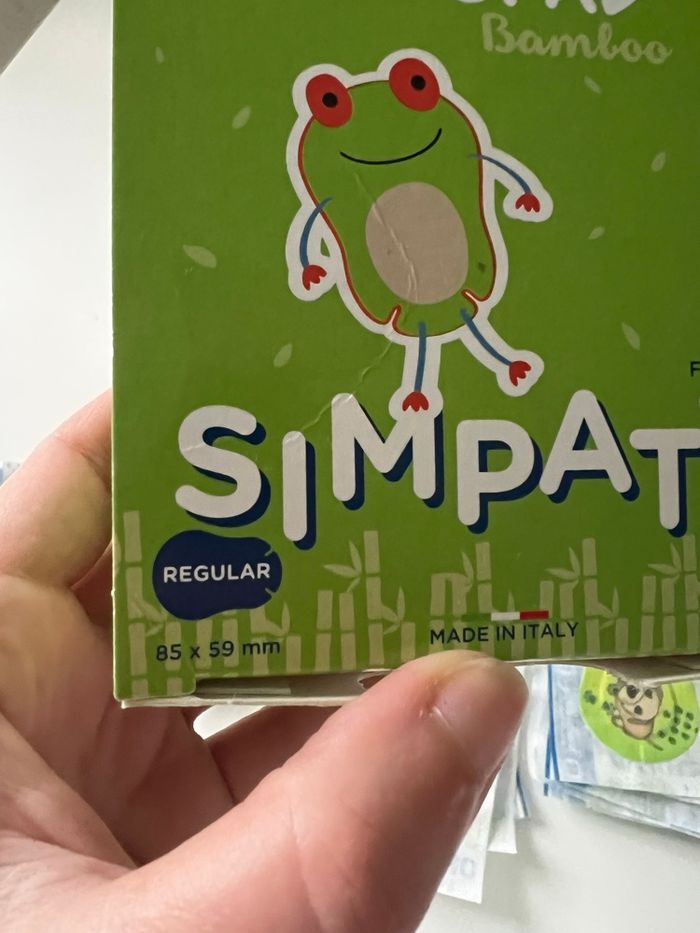 Bamboo
SIMPAT
REGULAR
85 x 59 mm
MADE IN ITALY